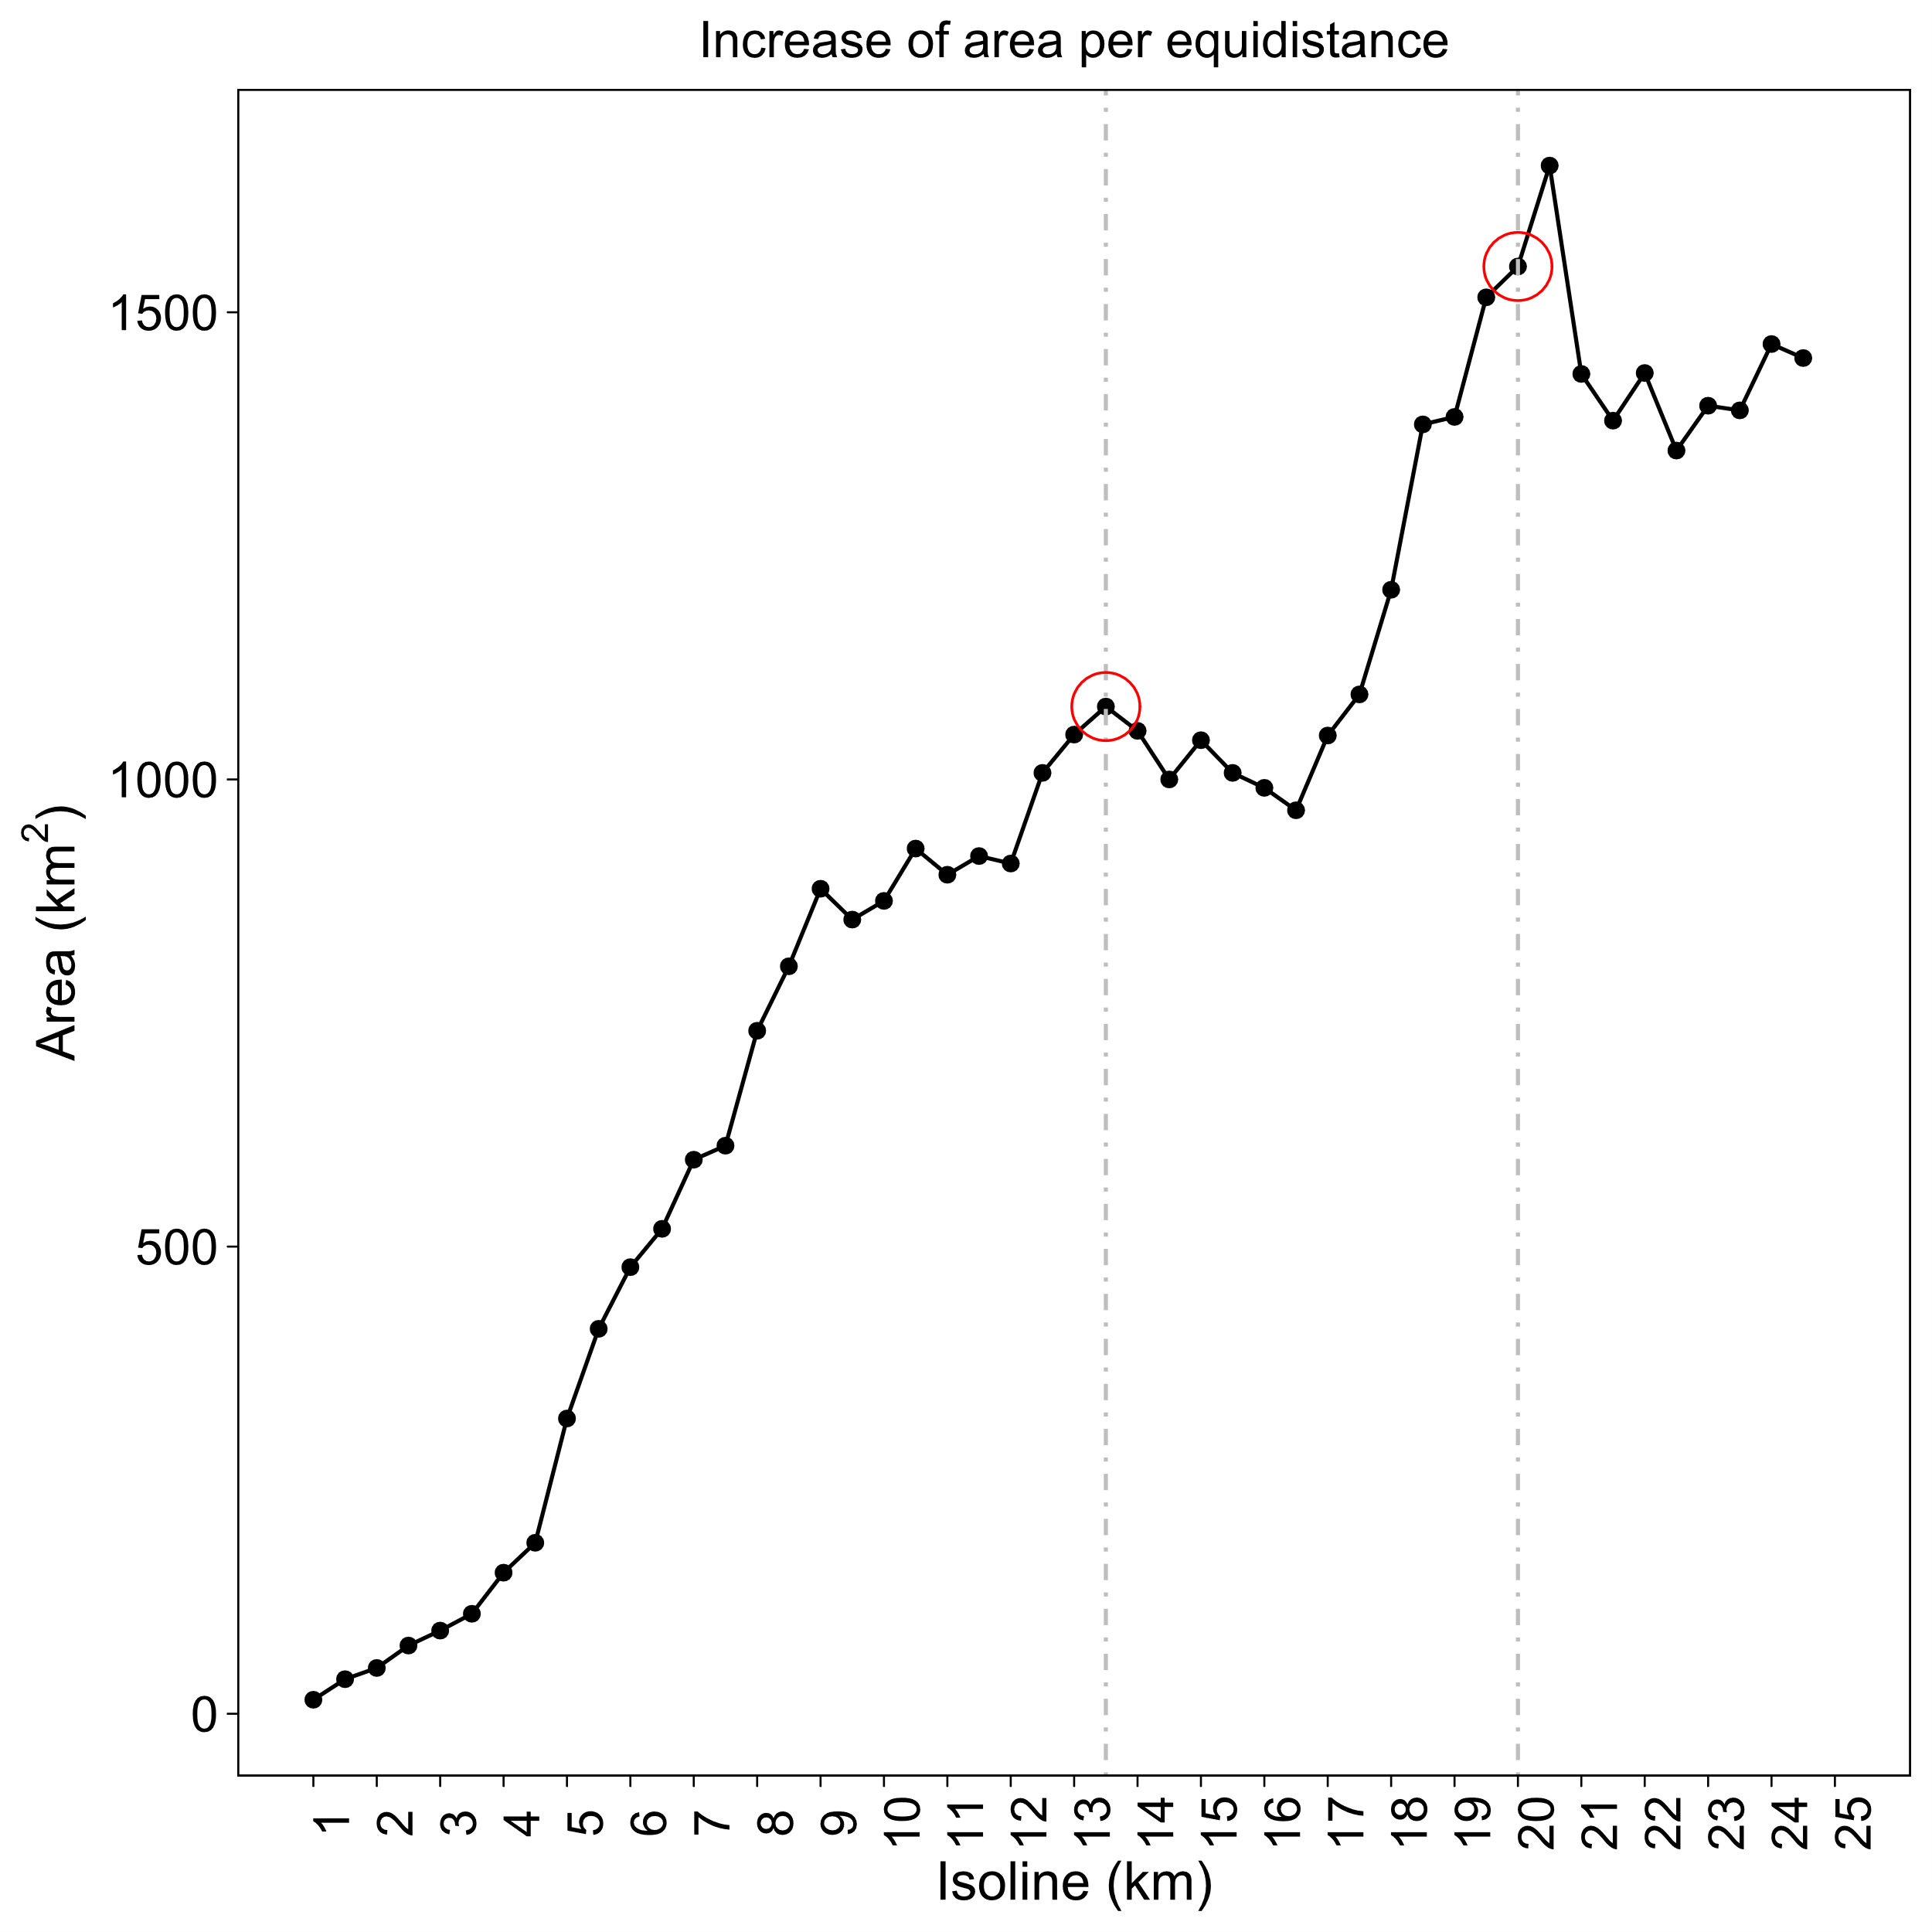 Increase of area per equidistance
Area (km²)
1500
1000
500
0
1 2 3 4 5 6 7 8 9 10 11 12 13 14 15 16 17 18 19 20 21 22 23 24 25
Isoline (km)